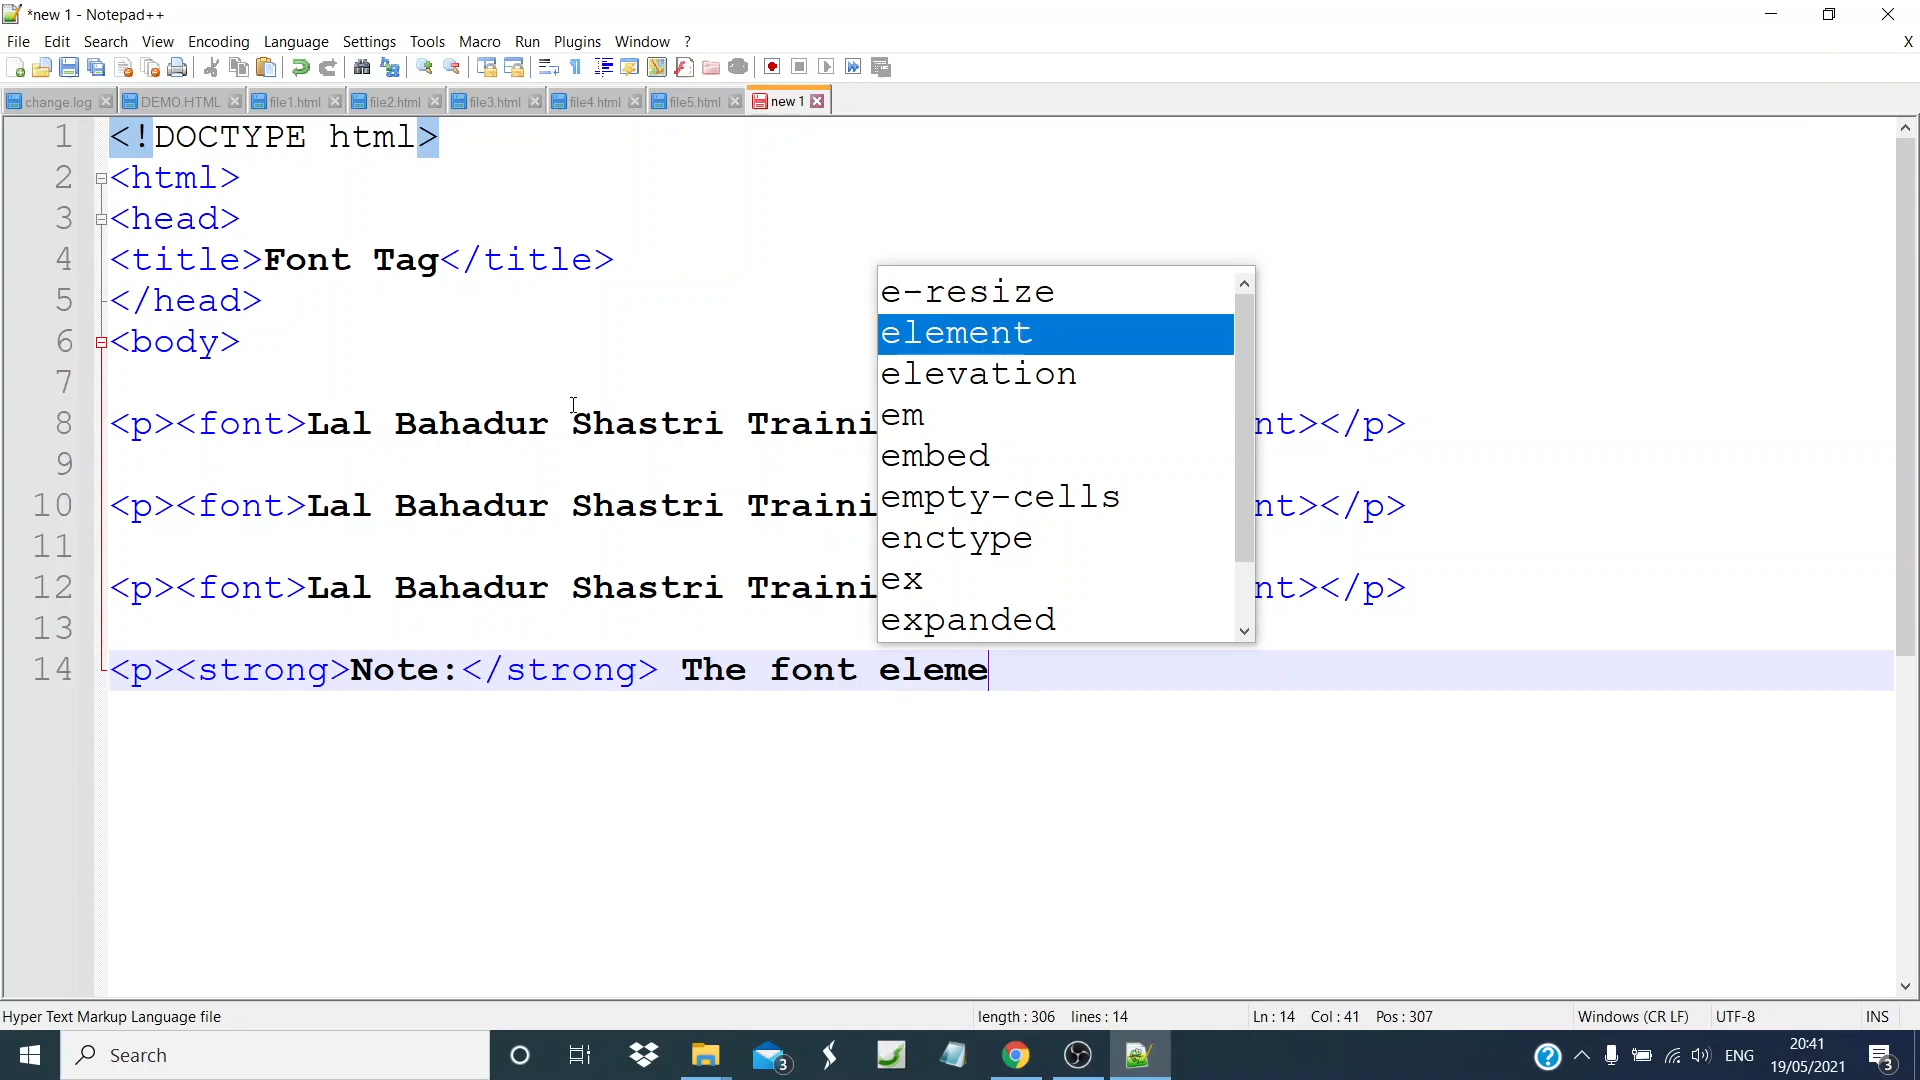 *new 1 - Notepad++
File Edit Search View Encoding Language Settings Tools Macro Run Plugins Window ? X
change.log DEMO.HTML file1.html file2.html file3.html file4.html file5.html new 1
1 <!DOCTYPE html>
2 <html>
3 <head>
4 <title>Font Tag</title>
5 </head>
6 <body>
7
8 <p><font>Lal Bahadur Shastri Traini nt></p>
9
10 <p><font>Lal Bahadur Shastri Traini nt></p>
11
12 <p><font>Lal Bahadur Shastri Traini nt></p>
13
14 <p><strong>Note:</strong> The font eleme
e-resize
element
elevation
em
embed
empty-cells
enctype
ex
expanded
Hyper Text Markup Language file length : 306 lines : 14 Ln : 14 Col : 41 Pos : 307 Windows (CR LF) UTF-8 INS
Search 3 ENG 20:41 3
19/05/2021